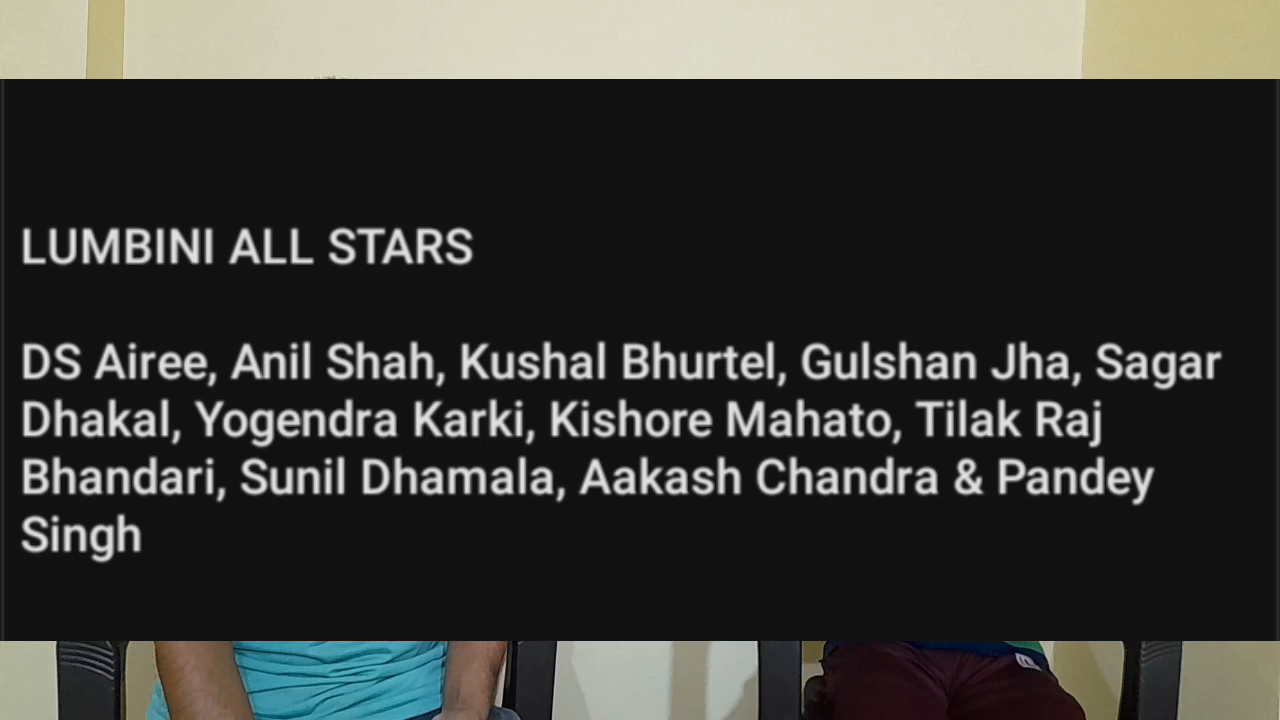 LUMBINI ALL STARS
DS Airee, Anil Shah, Kushal Bhurtel, Gulshan Jha, Sagar
Dhakal, Yogendra Karki, Kishore Mahato, Tilak Raj
Bhandari, Sunil Dhamala, Aakash Chandra & Pandey
Singh